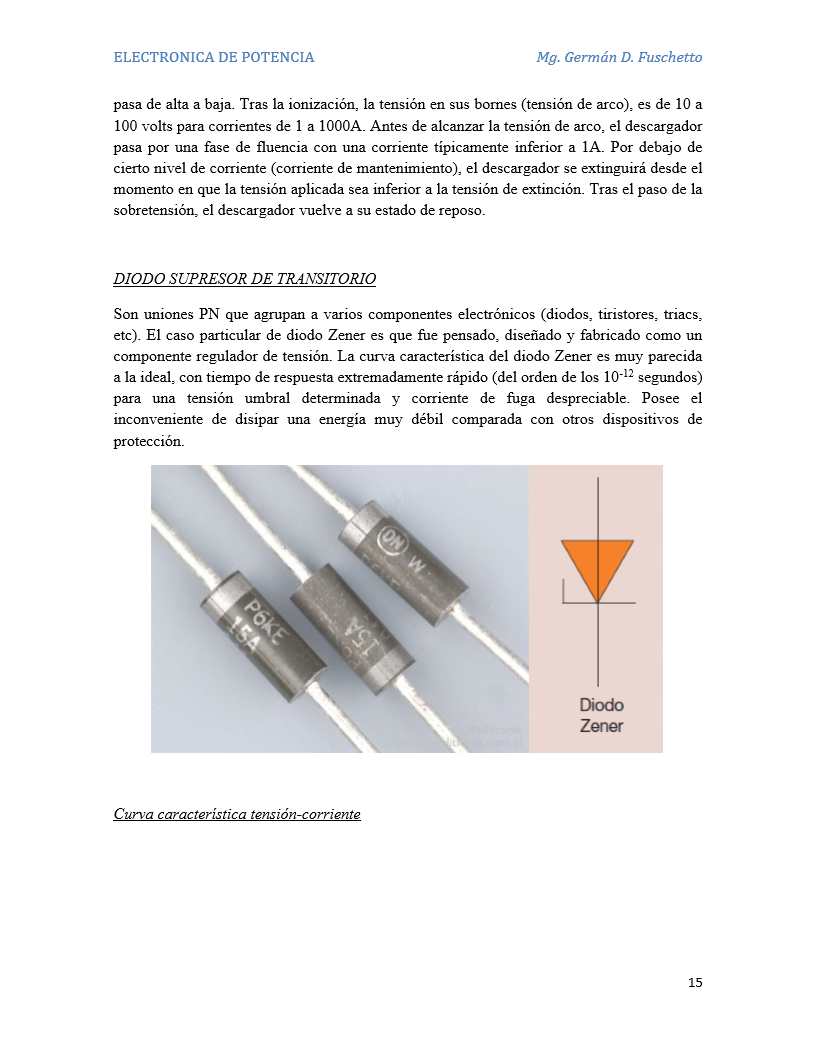 ELECTRONICA DE POTENCIA Mg. Germán D. Fuschetto
pasa de alta a baja. Tras la ionización, la tensión en sus bornes (tensión de arco), es de 10 a
100 volts para corrientes de 1 a 1000A. Antes de alcanzar la tensión de arco, el descargador
pasa por una fase de fluencia con una corriente típicamente inferior a 1A. Por debajo de
cierto nivel de corriente (corriente de mantenimiento), el descargador se extinguirá desde el
momento en que la tensión aplicada sea inferior a la tensión de extinción. Tras el paso de la
sobretensión, el descargador vuelve a su estado de reposo.
DIODO SUPRESOR DE TRANSITORIO
Son uniones PN que agrupan a varios componentes electrónicos (diodos, tiristores, triacs,
etc). El caso particular de diodo Zener es que fue pensado, diseñado y fabricado como un
componente regulador de tensión. La curva característica del diodo Zener es muy parecida
a la ideal, con tiempo de respuesta extremadamente rápido (del orden de los 10⁻¹² segundos)
para una tensión umbral determinada y corriente de fuga despreciable. Posee el
inconveniente de disipar una energía muy débil comparada con otros dispositivos de
protección.
P6KE
15A
15A
ON W
Diodo
Zener
Curva característica tensión-corriente
15